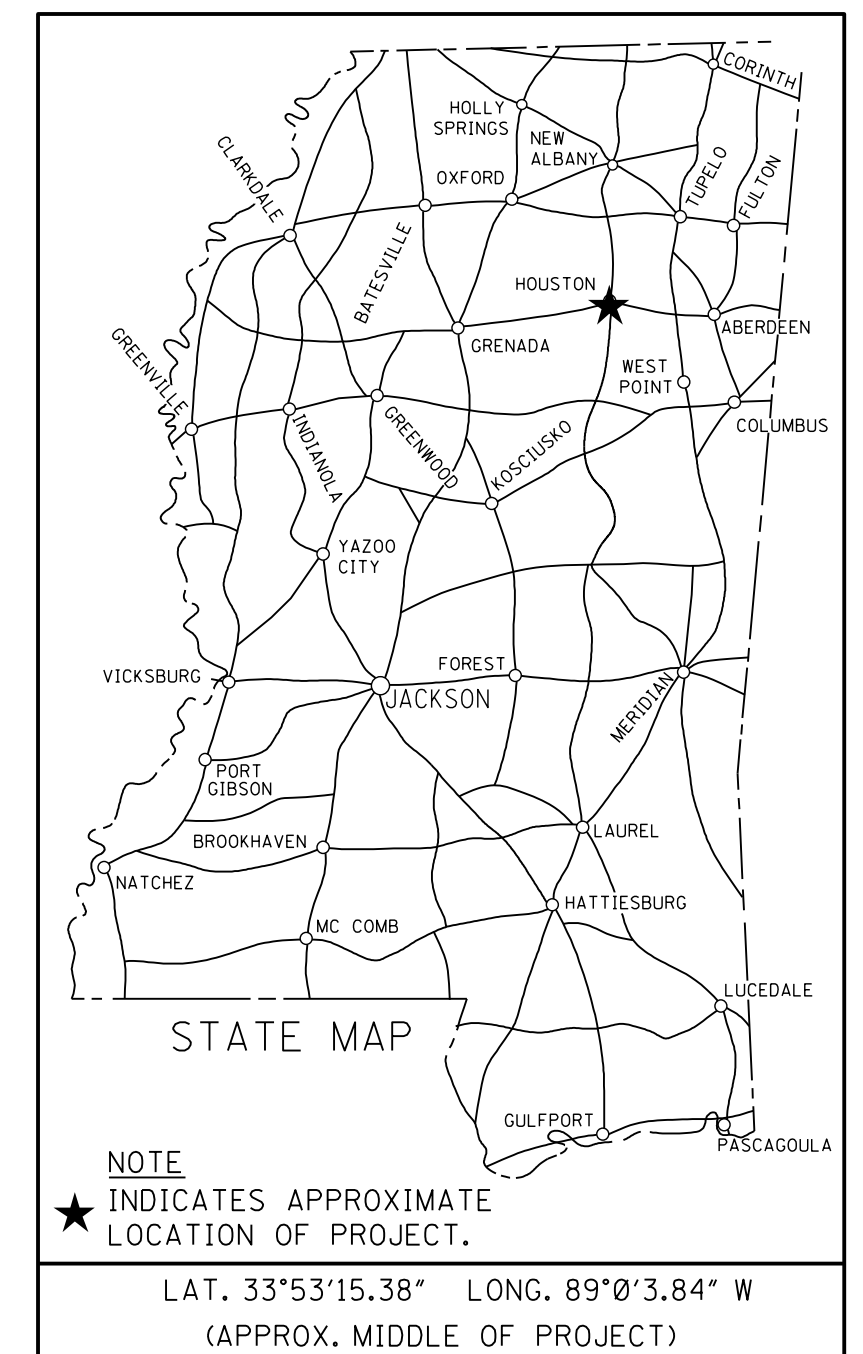 CORINTH
HOLLY
SPRINGS
NEW
ALBANY
CLARKDALE
OXFORD
TUPELO
FULTON
BATESVILLE
HOUSTON
ABERDEEN
GREENVILLE
GRENADA
WEST
POINT
COLUMBUS
INDIANOLA
GREENWOOD
KOSCIUSKO
YAZOO
CITY
FOREST
VICKSBURG
JACKSON
MERIDIAN
PORT
GIBSON
BROOKHAVEN
LAUREL
NATCHEZ
HATTIESBURG
MC COMB
LUCEDALE
STATE MAP
GULFPORT
PASCAGOULA
NOTE
INDICATES APPROXIMATE
LOCATION OF PROJECT.
LAT. 33°53'15.38" LONG. 89°0'3.84" W
(APPROX. MIDDLE OF PROJECT)